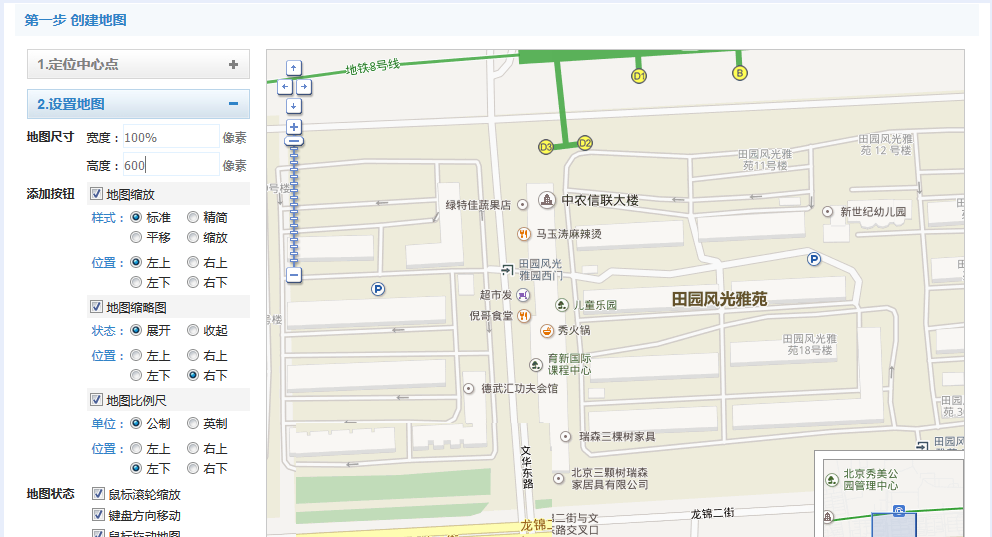 第一步 创建地图
1.定位中心点
2.设置地图
地图尺寸 宽度：100% 像素
高度：600 像素
添加按钮 地图缩放
样式： 标准 精简
平移 缩放
位置： 左上 右上
左下 右下
地图缩略图
状态： 展开 收起
位置： 左上 右上
左下 右下
地图比例尺
单位： 公制 英制
位置： 左上 右上
左下 右下
地图状态 鼠标滚轮缩放
键盘方向移动
鼠标拖动地图
地铁8号线
D1
B
D3
D2
田园风光雅
苑11号楼
田园风光雅
苑 12 号楼
号楼
绿特佳蔬果店
中农信联大楼
新世纪幼儿园
马玉涛麻辣烫
田园风光
雅园西门
P
P
超市发
儿童乐园
田园风光雅苑
倪哥食堂
秀火锅
号楼
田园风光雅
苑18号楼
育新国际
课程中心
德武汇功夫会馆
瑞森三棵树家具
文华东路
北京三颗树瑞森
家居具有限公司
龙锦二街与文
路交叉口
龙锦二街
北京秀美公
园管理中心